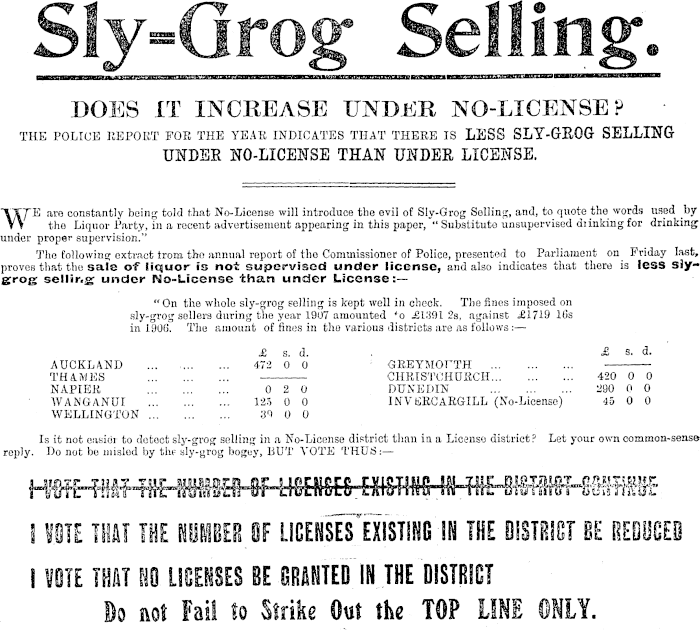 Sly=Grog Selling.
DOES IT INCREASE UNDER NO-LICENSE?
THE POLICE REPORT FOR THE YEAR INDICATES THAT THERE IS LESS SLY-GROG SELLING
UNDER NO-LICENSE THAN UNDER LICENSE.
WE are constantly being told that No-License will introduce the evil of Sly-Grog Selling, and, to quote the words used by
the Liquor Party, in a recent advertisement appearing in this paper, "Substitute unsupervised drinking for drinking
under proper supervision."
The following extract from the annual report of the Commissioner of Police, presented to Parliament on Friday last,
proves that the sale of liquor is not supervised under license, and also indicates that there is less sly-
grog selling under No-License than under License:—
"On the whole sly-grog selling is kept well in check. The fines imposed on
sly-grog sellers during the year 1907 amounted to £1391 2s, against £1719 16s
in 1906. The amount of fines in the various districts are as follows:—
£ s. d.
AUCKLAND ... ... ... 472 0 0
THAMES ... ... ... ———
NAPIER ... ... ... 0 2 0
WANGANUI ... ... ... 125 0 0
WELLINGTON ... ... ... 39 0 0
£ s. d.
GREYMOUTH ... ... ... ———
CHRISTCHURCH... ... ... 420 0 0
DUNEDIN ... ... ... 290 0 0
INVERCARGILL (No-License) 45 0 0
Is it not easier to detect sly-grog selling in a No-License district than in a License district? Let your own common-sense
reply. Do not be misled by the sly-grog bogey, BUT VOTE THUS:—
I VOTE THAT THE NUMBER OF LICENSES EXISTING IN THE DISTRICT CONTINUE
I VOTE THAT THE NUMBER OF LICENSES EXISTING IN THE DISTRICT BE REDUCED
I VOTE THAT NO LICENSES BE GRANTED IN THE DISTRICT
Do not Fail to Strike Out the TOP LINE ONLY.